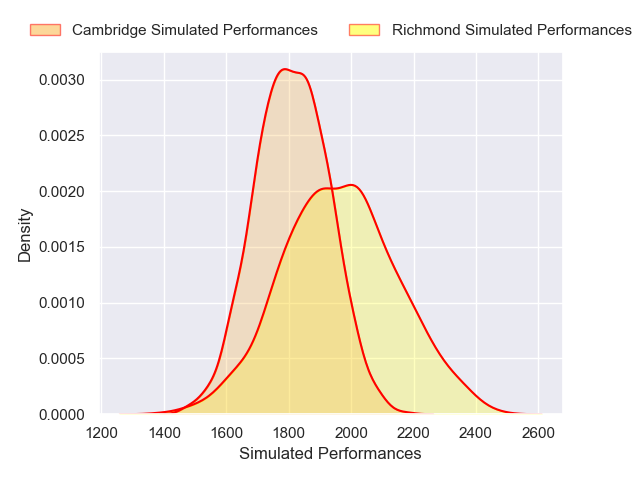 Cambridge Simulated Performances Richmond Simulated Performances
0.0030
0.0025
0.0020
0.0015
0.0010
0.0005
0.0000
Density
1200 1400 1600 1800 2000 2200 2400 2600
Simulated Performances